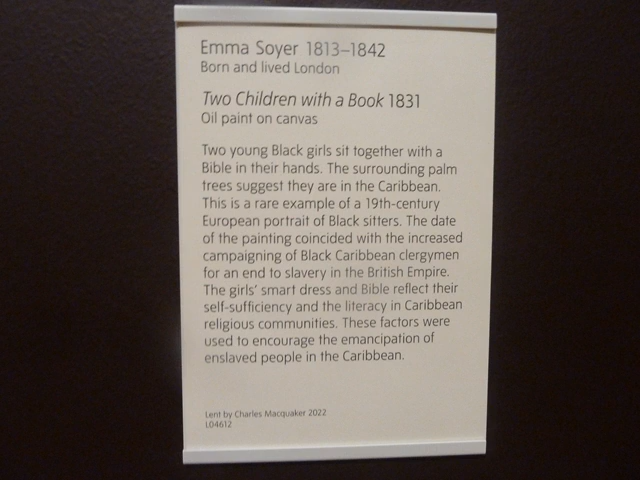 Emma Soyer 1813–1842
Born and lived London
Two Children with a Book 1831
Oil paint on canvas
Two young Black girls sit together with a
Bible in their hands. The surrounding palm
trees suggest they are in the Caribbean.
This is a rare example of a 19th-century
European portrait of Black sitters. The date
of the painting coincided with the increased
campaigning of Black Caribbean clergymen
for an end to slavery in the British Empire.
The girls’ smart dress and Bible reflect their
self-sufficiency and the literacy in Caribbean
religious communities. These factors were
used to encourage the emancipation of
enslaved people in the Caribbean.
Lent by Charles Macquaker 2022
L04612